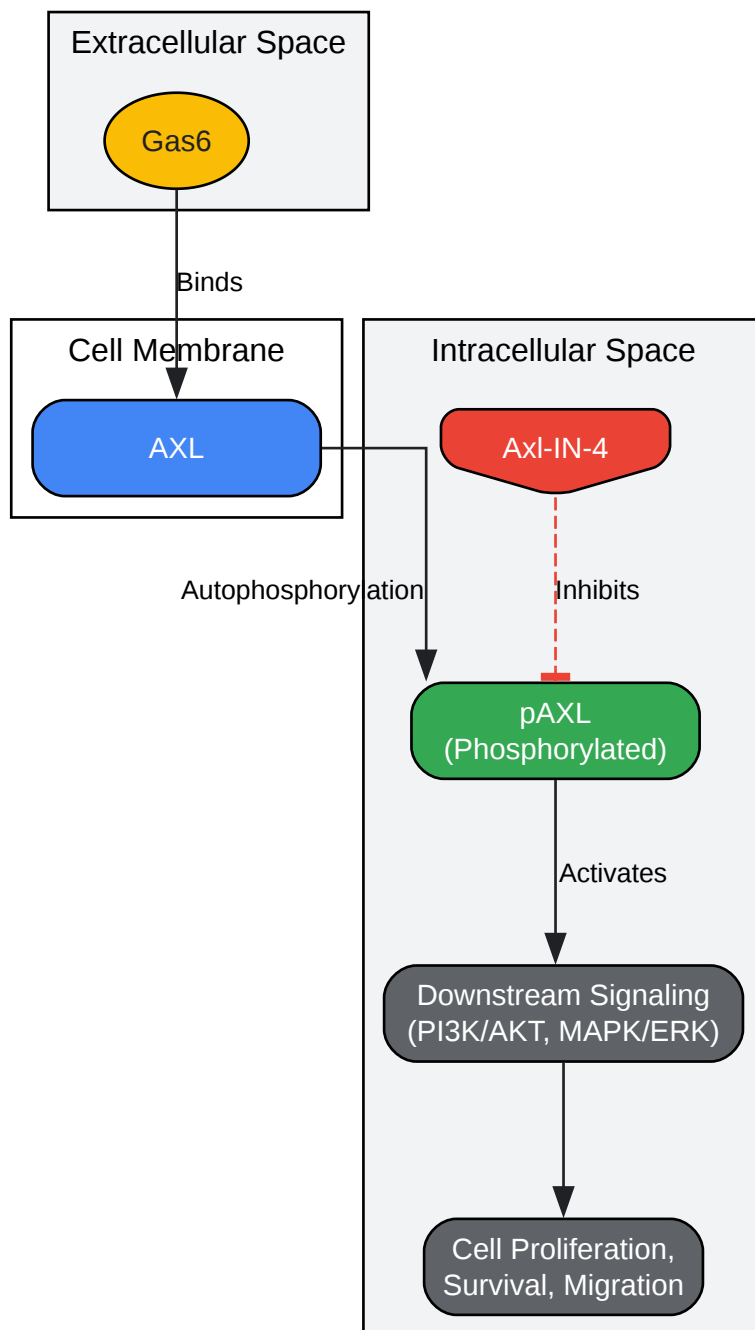 Extracellular Space
Gas6
Binds
Cell Membrane
AXL
Intracellular Space
Axl-IN-4
Autophosphorylation
Inhibits
pAXL
(Phosphorylated)
Activates
Downstream Signaling
(PI3K/AKT, MAPK/ERK)
Cell Proliferation,
Survival, Migration